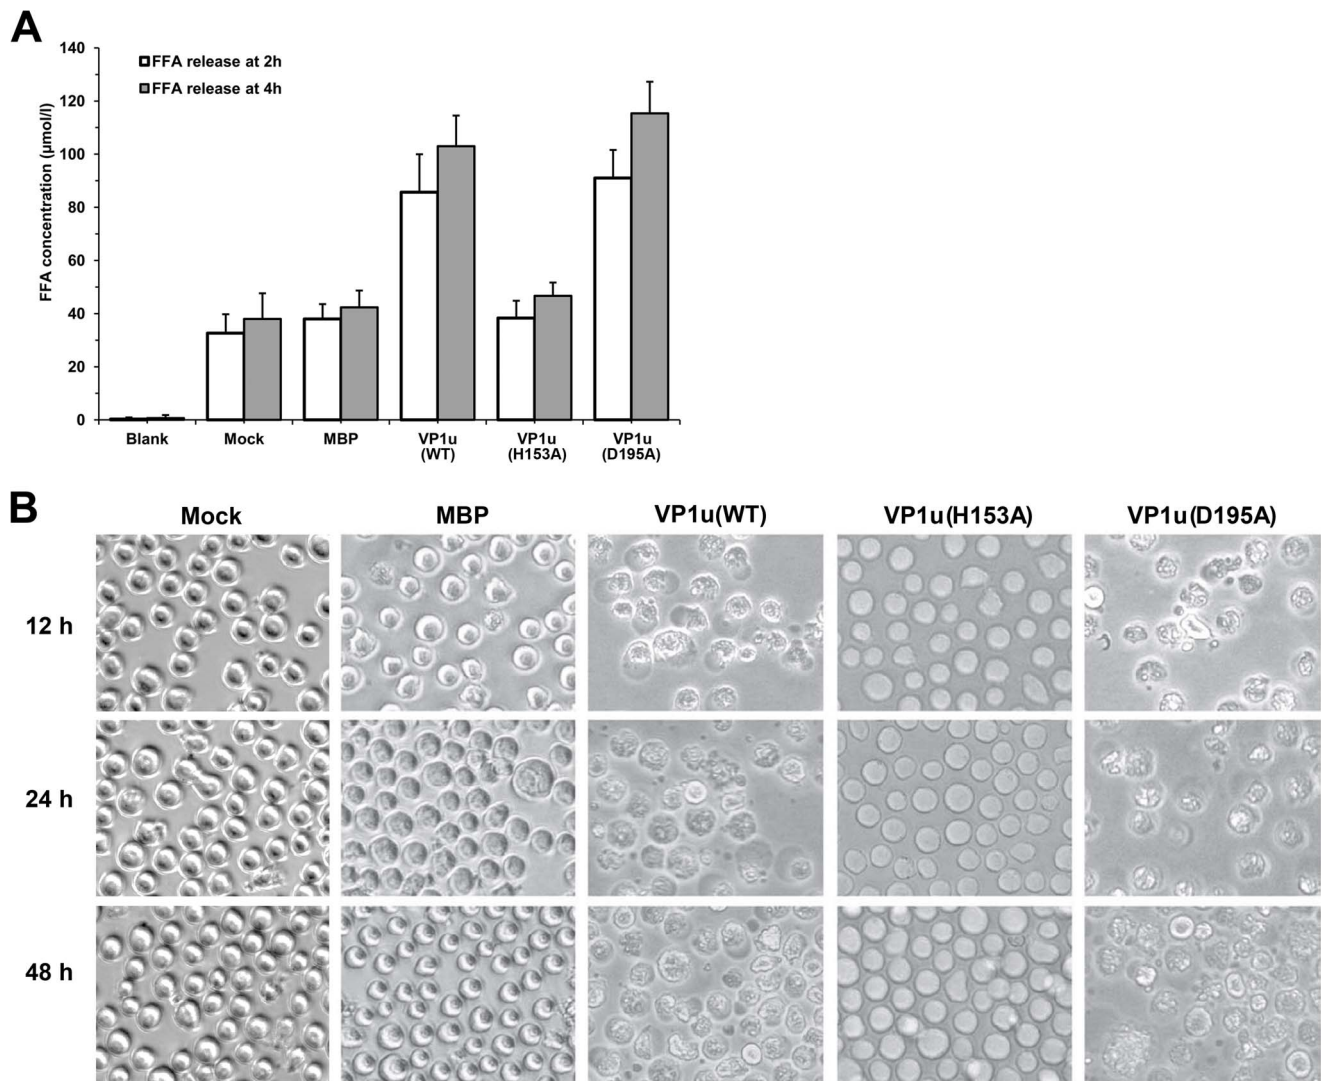 A
140
120
100
80
60
40
20
0
FFA concentration (µmol/l)
FFA release at 2h
FFA release at 4h
Blank
Mock
MBP
VP1u
(WT)
VP1u
(H153A)
VP1u
(D195A)
B
Mock
MBP
VP1u(WT)
VP1u(H153A)
VP1u(D195A)
12 h
24 h
48 h